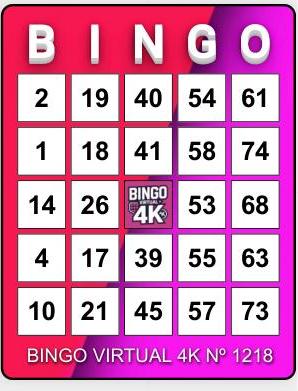 B I N G O
2 19 40 54 61
1 18 41 58 74
14 26 BINGO VIRTUAL 4K 53 68
4 17 39 55 63
10 21 45 57 73
BINGO VIRTUAL 4K Nº 1218